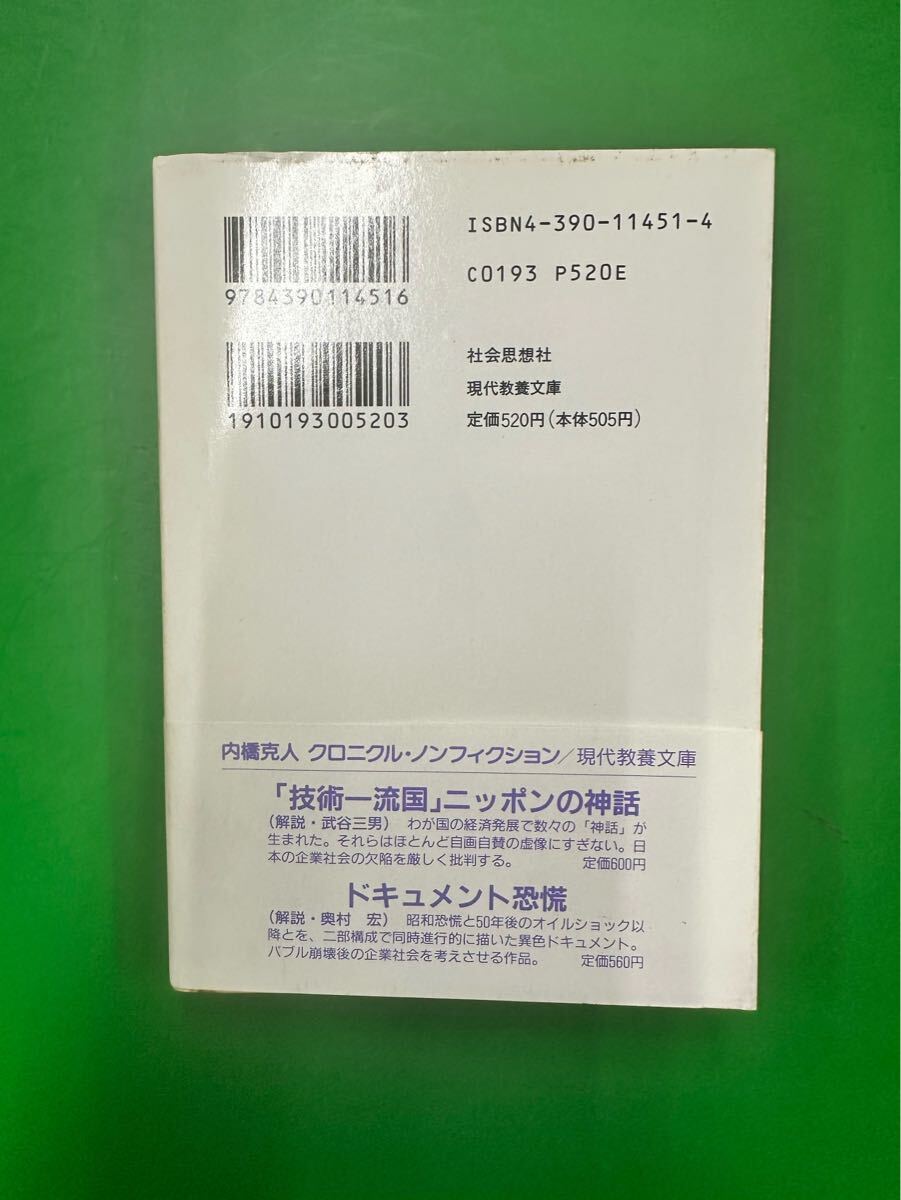 ISBN4-390-11451-4
C0193 P520E
9784390114516
1910193005203
社会思想社
現代教養文庫
定価520円(本体505円)
内橋克人 クロニクル・ノンフィクション/現代教養文庫
「技術一流国」ニッポンの神話
(解説・武谷三男) わが国の経済発展で数々の「神話」が
生まれた。それらはほとんど自画自賛の虚像にすぎない。日
本の企業社会の欠陥を厳しく批判する。 定価600円
ドキュメント恐慌
(解説・奥村 宏) 昭和恐慌と50年後のオイルショック以
降とを、二部構成で同時進行的に描いた異色ドキュメント。
バブル崩壊後の企業社会を考えさせる作品。 定価560円